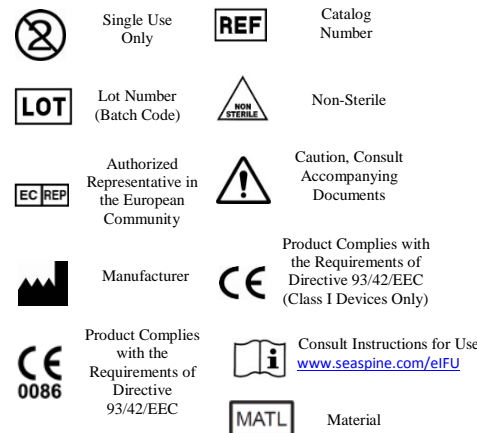 2
Single Use
Only
REF
Catalog
Number
LOT
Lot Number
(Batch Code)
NON
STERILE
Non-Sterile
EC REP
Authorized
Representative in
the European
Community
!
Caution, Consult
Accompanying
Documents
Manufacturer
CE
Product Complies with
the Requirements of
Directive 93/42/EEC
(Class I Devices Only)
CE
0086
Product Complies
with the
Requirements of
Directive
93/42/EEC
i
Consult Instructions for Use
www.seaspine.com/eIFU
MATL
Material